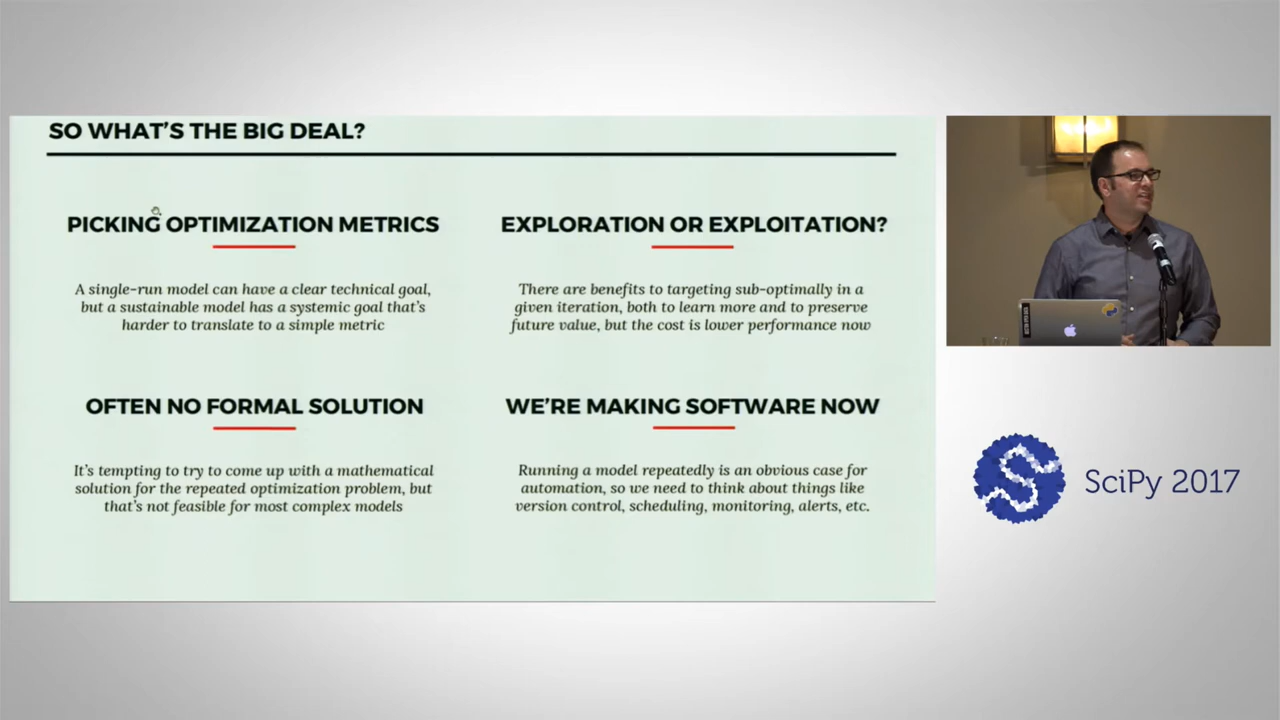 SO WHAT'S THE BIG DEAL?
PICKING OPTIMIZATION METRICS
A single-run model can have a clear technical goal,
but a sustainable model has a systemic goal that's
harder to translate to a simple metric
EXPLORATION OR EXPLOITATION?
There are benefits to targeting sub-optimally in a
given iteration, both to learn more and to preserve
future value, but the cost is lower performance now
OFTEN NO FORMAL SOLUTION
It's tempting to try to come up with a mathematical
solution for the repeated optimization problem, but
that's not feasible for most complex models
WE'RE MAKING SOFTWARE NOW
Running a model repeatedly is an obvious case for
automation, so we need to think about things like
version control, scheduling, monitoring, alerts, etc.
SciPy 2017